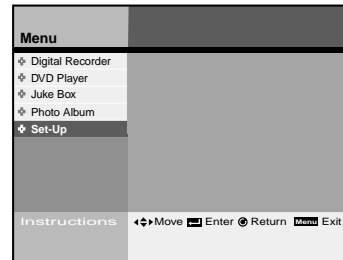 Menu
Digital Recorder
DVD Player
Juke Box
Photo Album
Set-Up
Instructions Move Enter Return Menu Exit